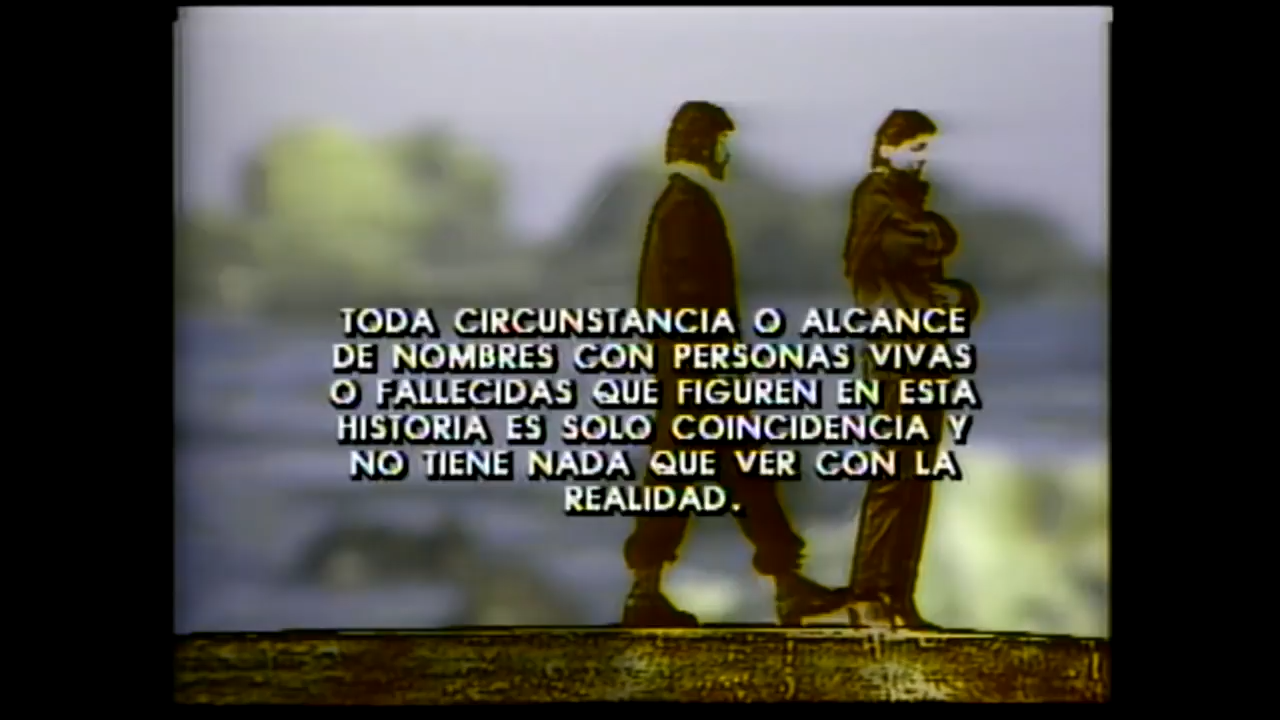 TODA CIRCUNSTANCIA O ALCANCE
DE NOMBRES CON PERSONAS VIVAS
O FALLECIDAS QUE FIGUREN EN ESTA
HISTORIA ES SOLO COINCIDENCIA Y
NO TIENE NADA QUE VER CON LA
REALIDAD.